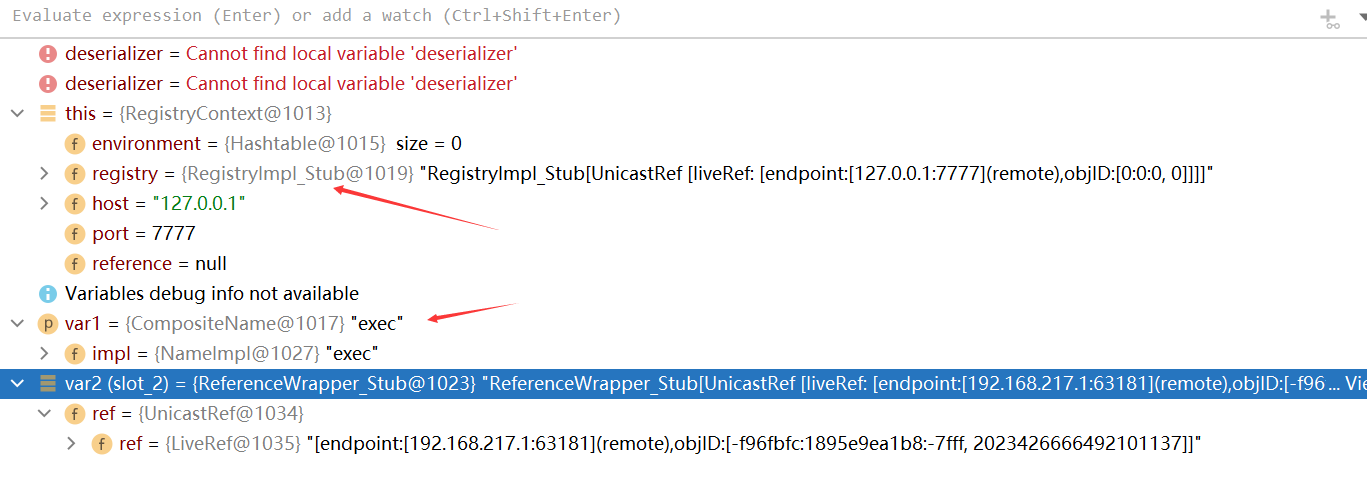 Evaluate expression (Enter) or add a watch (Ctrl+Shift+Enter)
deserializer = Cannot find local variable 'deserializer'
deserializer = Cannot find local variable 'deserializer'
this = {RegistryContext@1013}
f environment = {Hashtable@1015} size = 0
f registry = {RegistryImpl_Stub@1019} "RegistryImpl_Stub[UnicastRef [liveRef: [endpoint:[127.0.0.1:7777](remote),objID:[0:0:0, 0]]]]"
f host = "127.0.0.1"
f port = 7777
f reference = null
Variables debug info not available
p var1 = {CompositeName@1017} "exec"
f impl = {NameImpl@1027} "exec"
var2 (slot_2) = {ReferenceWrapper_Stub@1023} "ReferenceWrapper_Stub[UnicastRef [liveRef: [endpoint:[192.168.217.1:63181](remote),objID:[-f96 ... Vie
f ref = {UnicastRef@1034}
f ref = {LiveRef@1035} "[endpoint:[192.168.217.1:63181](remote),objID:[-f96fbfc:1895e9ea1b8:-7fff, 2023426666492101137]]"